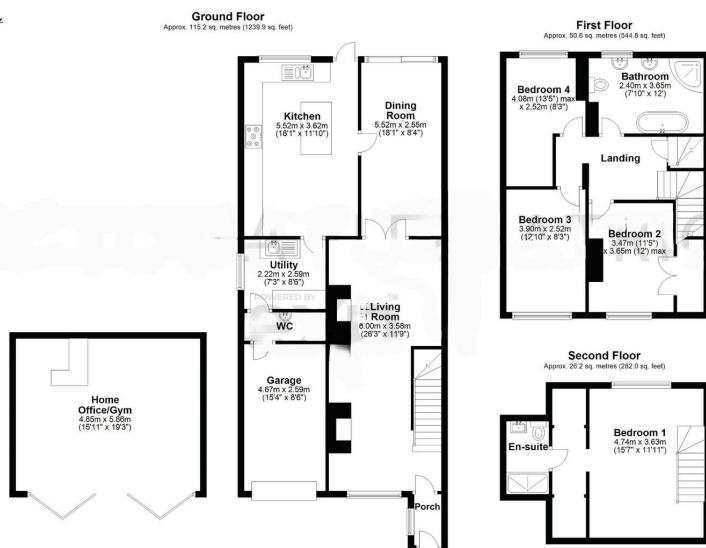 Ground Floor
Approx. 115.2 sq. metres (1239.9 sq. feet)
Kitchen
5.52m x 3.62m
(18'1" x 11'10")
Dining
Room
5.52m x 2.55m
(18'1" x 8'4")
Utility
2.22m x 2.59m
(7'3" x 8'6")
POWERED BY
TM
WC
Living
Room
8.00m x 3.58m
(26'3" x 11'9")
Garage
4.67m x 2.59m
(15'4" x 8'6")
Porch
Home
Office/Gym
4.85m x 5.86m
(15'11" x 19'3")
First Floor
Approx. 50.6 sq. metres (544.8 sq. feet)
Bedroom 4
4.08m (13'5") max
x 2.52m (8'3")
Bathroom
2.40m x 3.65m
(7'10" x 12')
Landing
Bedroom 3
3.90m x 2.52m
(12'10" x 8'3")
Bedroom 2
3.47m (11'5")
x 3.65m (12') max
Second Floor
Approx. 26.2 sq. metres (282.0 sq. feet)
En-suite
Bedroom 1
4.74m x 3.63m
(15'7" x 11'11")